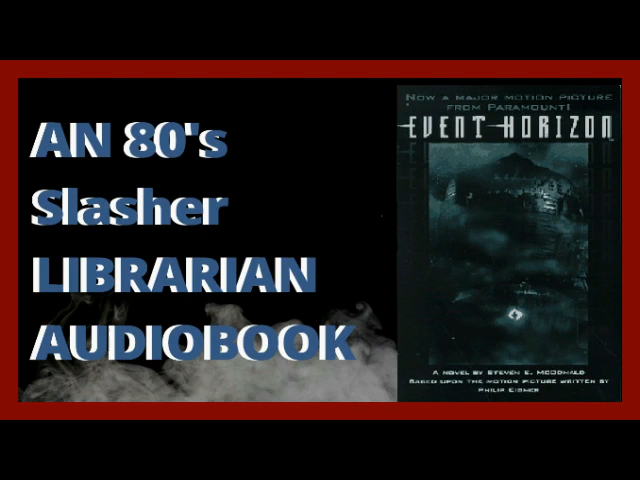 AN 80's
Slasher
LIBRARIAN
AUDIOBOOK
NOW A MAJOR MOTION PICTURE
FROM PARAMOUNT!
EVENT HORIZON
A NOVEL BY STEVEN E. MCDONALD
BASED UPON THE MOTION PICTURE WRITTEN BY
PHILIP EISNER